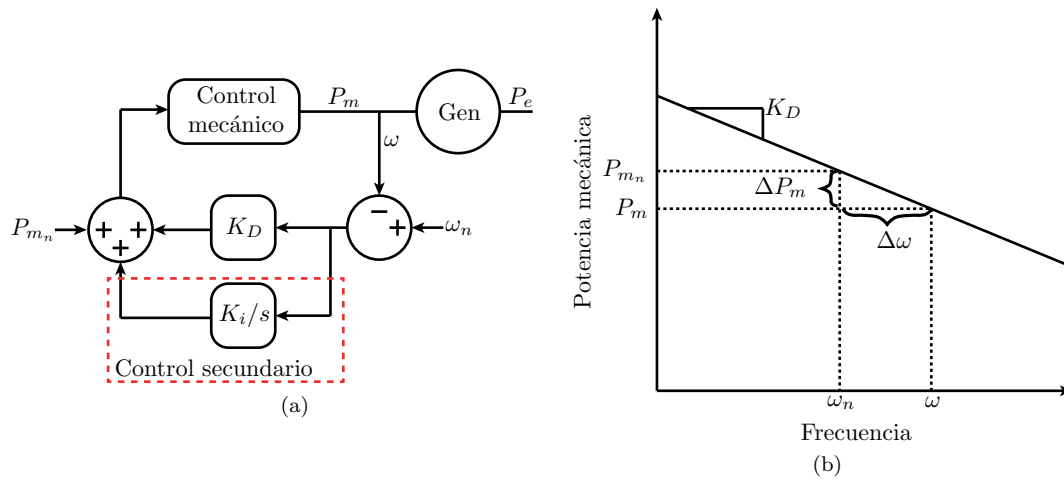 Control
mecánico
P_m
Gen
P_e
ω
P_{m_n}
+
+
+
K_D
−
+
ω_n
K_i/s
Control secundario
(a)
Potencia mecánica
K_D
P_{m_n}
ΔP_m
P_m
Δω
ω_n
ω
Frecuencia
(b)